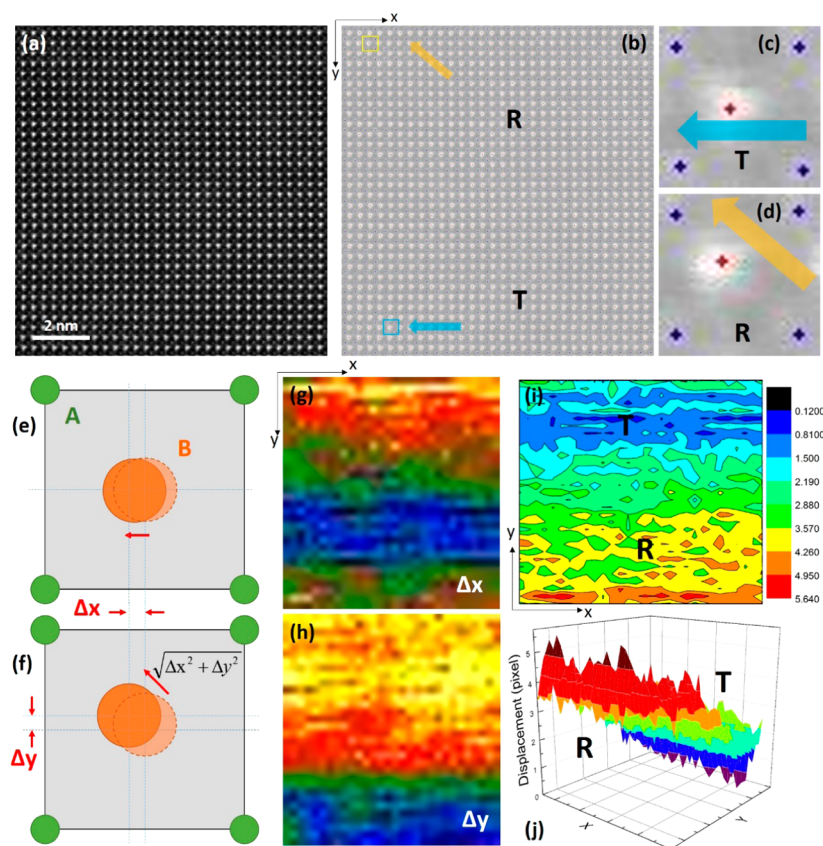 (a)
2 nm
x
y
(b)
R
T
(c)
T
(d)
R
(e)
A
B
Δx
(f)
√Δx² + Δy²
Δy
x
y
(g)
Δx
(h)
Δy
(i)
T
R
y
x
0.1200
0.8100
1.500
2.190
2.880
3.570
4.260
4.950
5.640
Displacement (pixel)
5
4
3
2
1
0
T
R
x
y
(j)